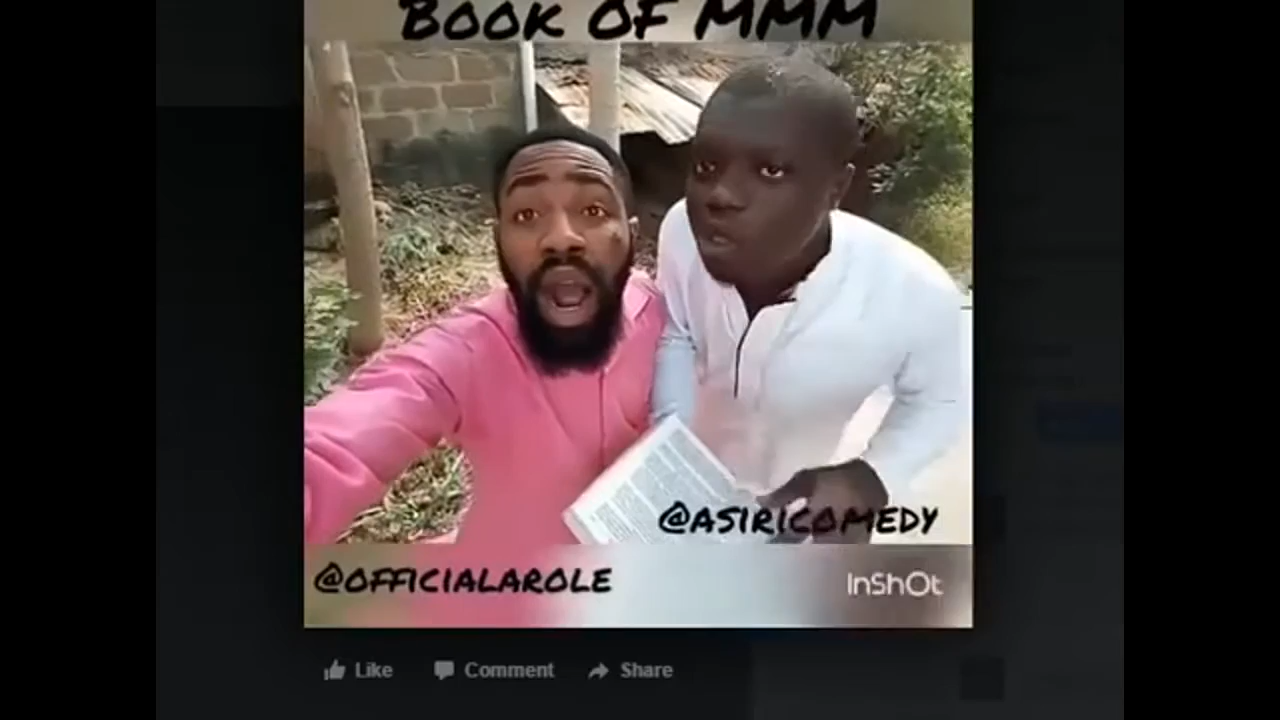 BOOK OF MMM
@ASIRICOMEDY
@OFFICIALAROLE
InShOt
Like
Comment
Share